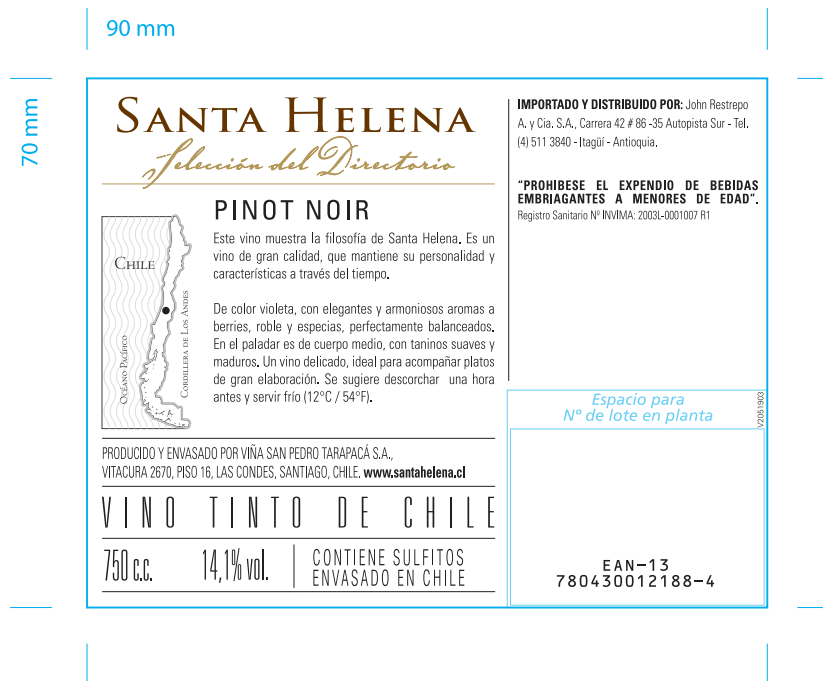 90 mm
70 mm
SANTA HELENA
Selección del Directorio
PINOT NOIR
Este vino muestra la filosofía de Santa Helena. Es un
vino de gran calidad, que mantiene su personalidad y
características a través del tiempo.
De color violeta, con elegantes y armoniosos aromas a
berries, roble y especias, perfectamente balanceados.
En el paladar es de cuerpo medio, con taninos suaves y
maduros. Un vino delicado, ideal para acompañar platos
de gran elaboración. Se sugiere descorchar una hora
antes y servir frío (12°C / 54°F).
CHILE
OCÉANO PACÍFICO
CORDILLERA DE LOS ANDES
PRODUCIDO Y ENVASADO POR VIÑA SAN PEDRO TARAPACÁ S.A.,
VITACURA 2670, PISO 16, LAS CONDES, SANTIAGO, CHILE. www.santahelena.cl
VINO TINTO DE CHILE
750 c.c. 14,1% vol.
CONTIENE SULFITOS
ENVASADO EN CHILE
IMPORTADO Y DISTRIBUIDO POR: John Restrepo
A. y Cia. S.A., Carrera 42 # 86 -35 Autopista Sur - Tel.
(4) 511 3840 - Itagüí - Antioquia.
“PROHIBESE EL EXPENDIO DE BEBIDAS
EMBRIAGANTES A MENORES DE EDAD”.
Registro Sanitario Nº INVIMA: 2003L-0001007 R1
Espacio para
Nº de lote en planta
V2051903
EAN-13
780430012188-4